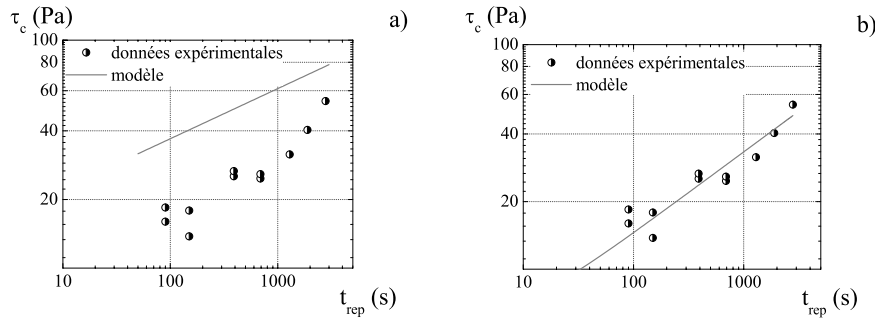 τc (Pa)
a)
100
80
60
40
20
données expérimentales
modèle
10
100
1000
trep (s)
τc (Pa)
b)
100
80
60
40
20
données expérimentales
modèle
10
100
1000
trep (s)